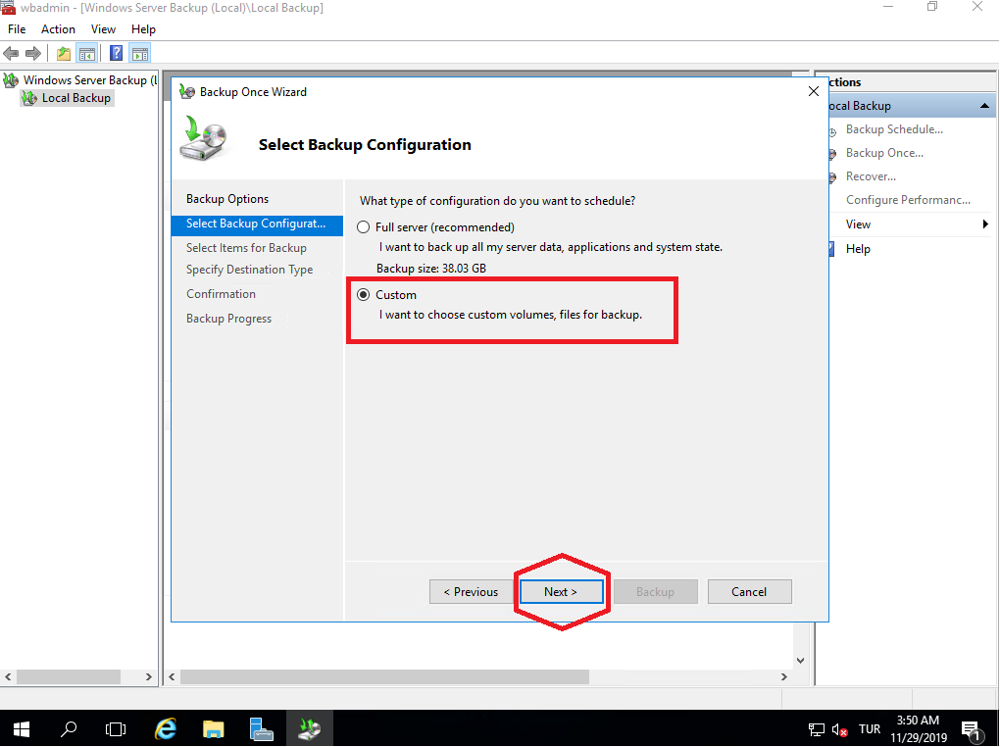 wbadmin - [Windows Server Backup (Local)\Local Backup]
File Action View Help
Windows Server Backup (L
Local Backup
Backup Once Wizard
Select Backup Configuration
Backup Options
Select Backup Configurat...
Select Items for Backup
Specify Destination Type
Confirmation
Backup Progress
What type of configuration do you want to schedule?
Full server (recommended)
I want to back up all my server data, applications and system state.
Backup size: 38.03 GB
Custom
I want to choose custom volumes, files for backup.
< Previous
Next >
Backup
Cancel
ctions
ocal Backup
Backup Schedule...
Backup Once...
Recover...
Configure Performanc...
View
Help
TUR
3:50 AM
11/29/2019
1